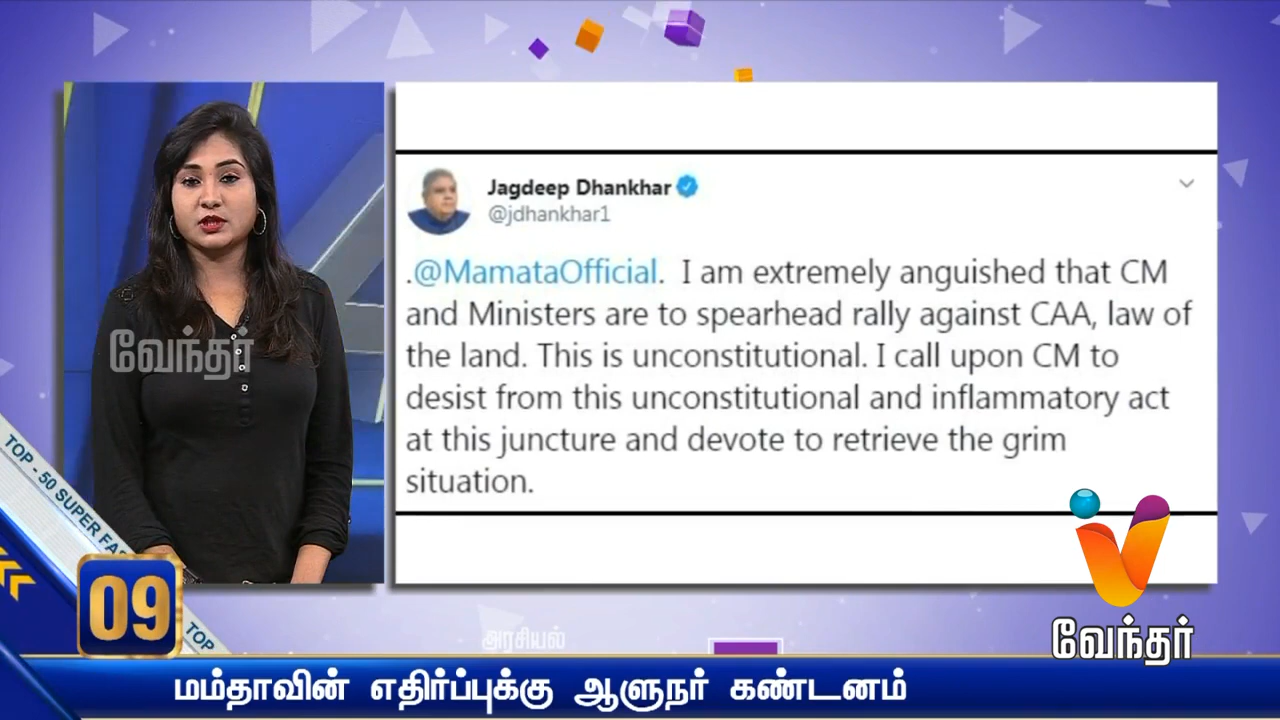 Jagdeep Dhankhar
@jdhankhar1
.@MamataOfficial. I am extremely anguished that CM
and Ministers are to spearhead rally against CAA, law of
the land. This is unconstitutional. I call upon CM to
desist from this unconstitutional and inflammatory act
at this juncture and devote to retrieve the grim
situation.
வேந்தர்
TOP - 50 SUPER FAS
09
TOP
அரசியல்
வேந்தர்
மம்தாவின் எதிர்ப்புக்கு ஆளுநர் கண்டனம்